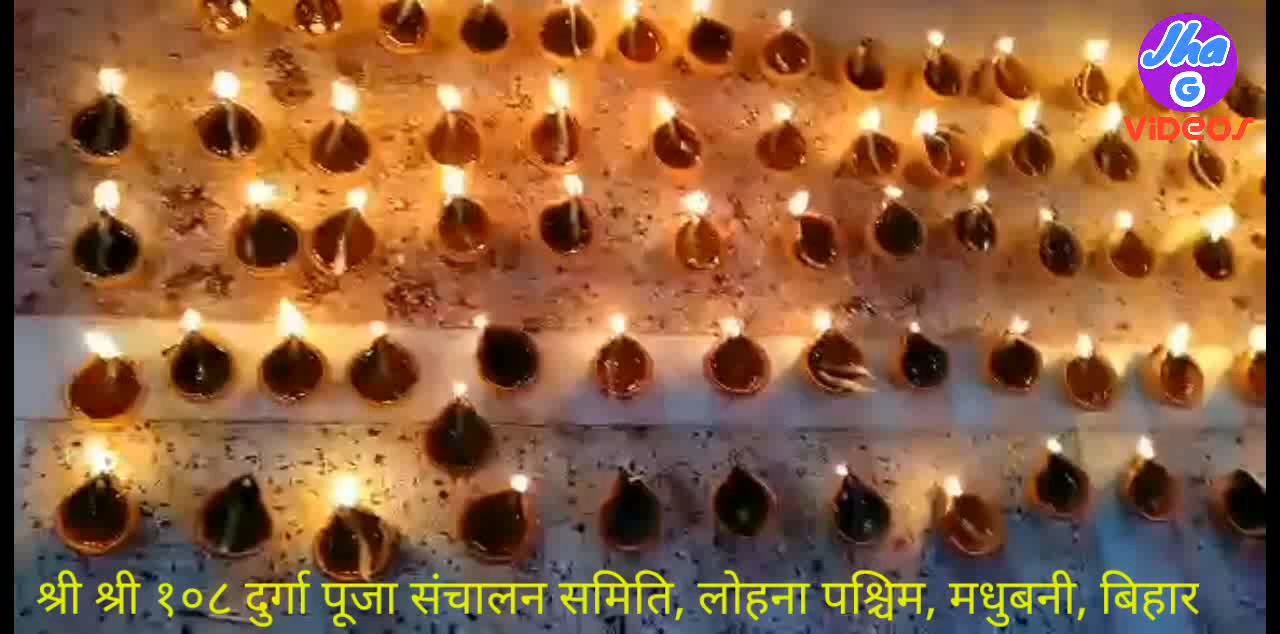 Jha
G
Videos
श्री श्री १०८ दुर्गा पूजा संचालन समिति, लोहना पश्चिम, मधुबनी, बिहार